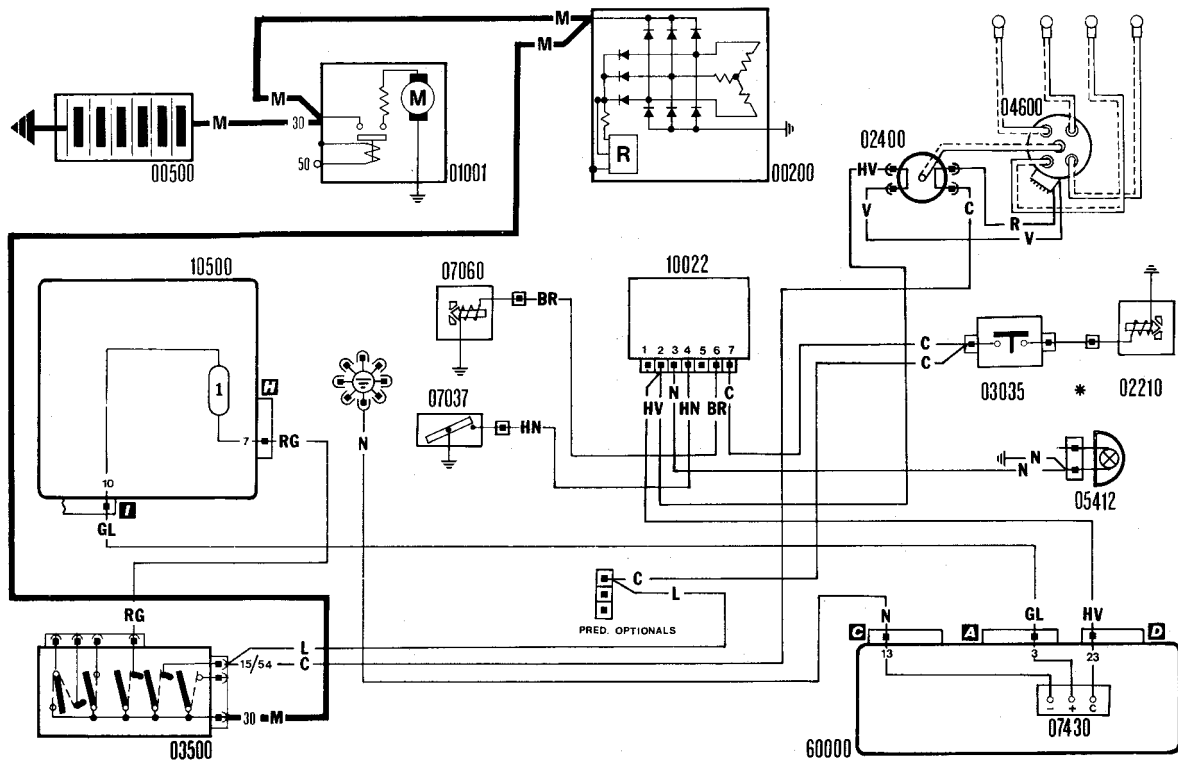 M
M
M
M
30
M
50
R
00500
01001
00200
04600
02400
HV
V
C
R
V
10500
07060
BR
10022
1 2 3 4 5 6 7
HV N HN BR C
07037
HN
C
C
03035
*
02210
1
H
7
RG
10
I
GL
N
N
N
05412
RG
C
L
PRED. OPTIONALS
L
15/54
C
30
M
03500
N
GL
HV
C
A
D
13
3
23
-
+
C
07430
60000